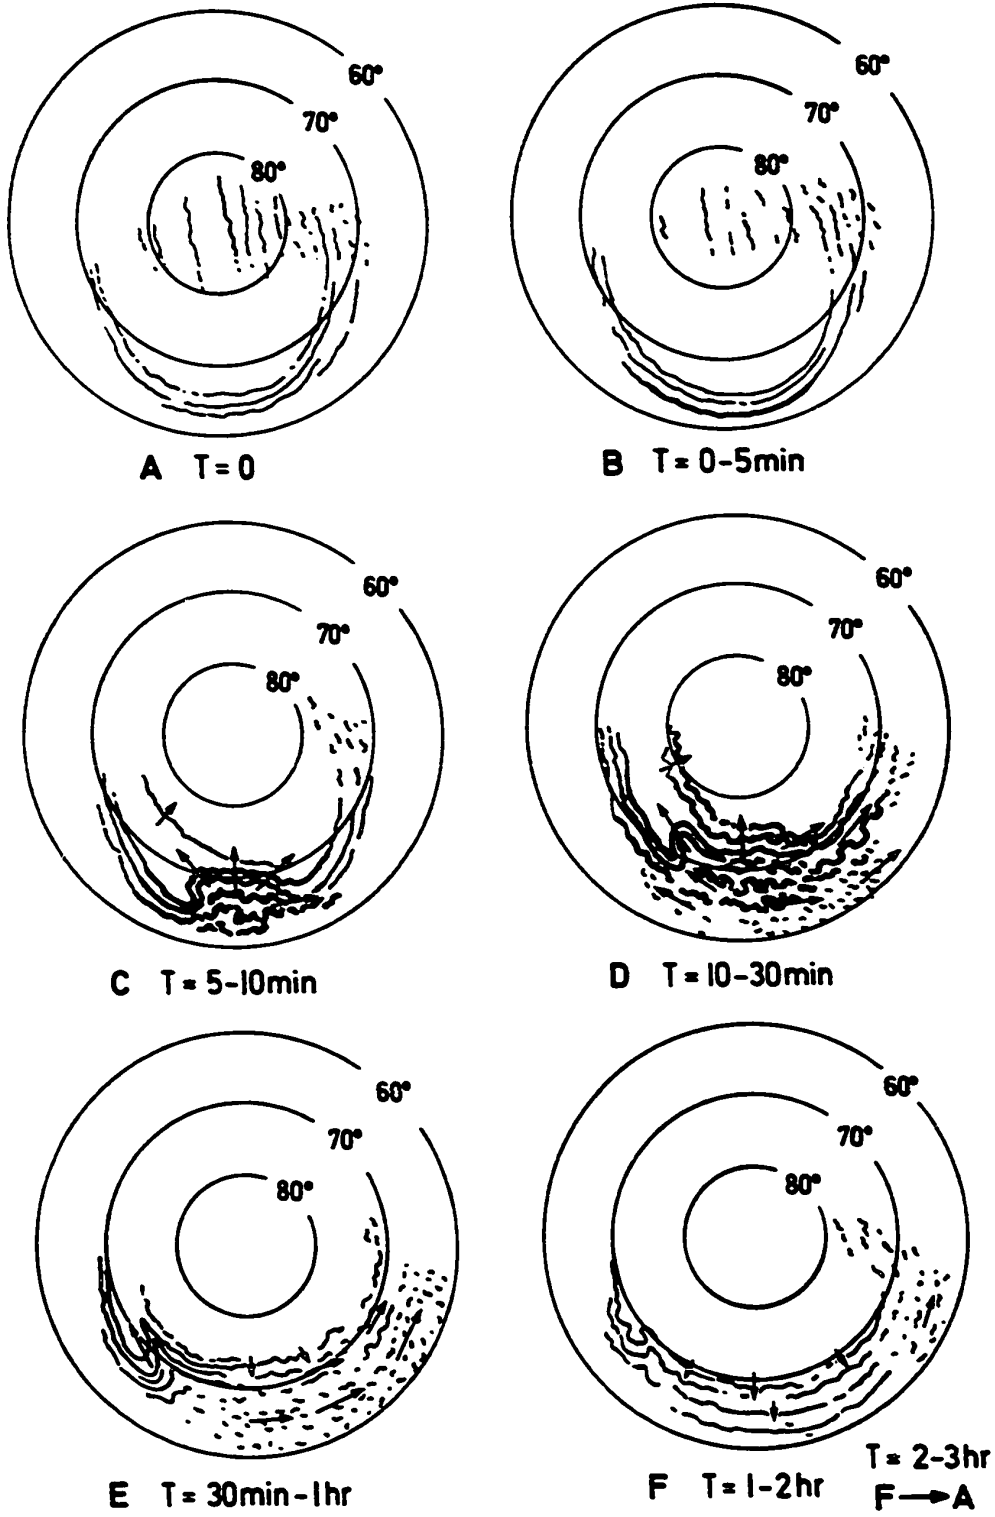 60°
70°
80°
A T = 0
60°
70°
80°
B T = 0-5min
60°
70°
80°
C T = 5-10min
60°
70°
80°
D T = 10-30min
60°
70°
80°
E T = 30min-1hr
60°
70°
80°
F T = 1-2hr
T = 2-3hr
F→A